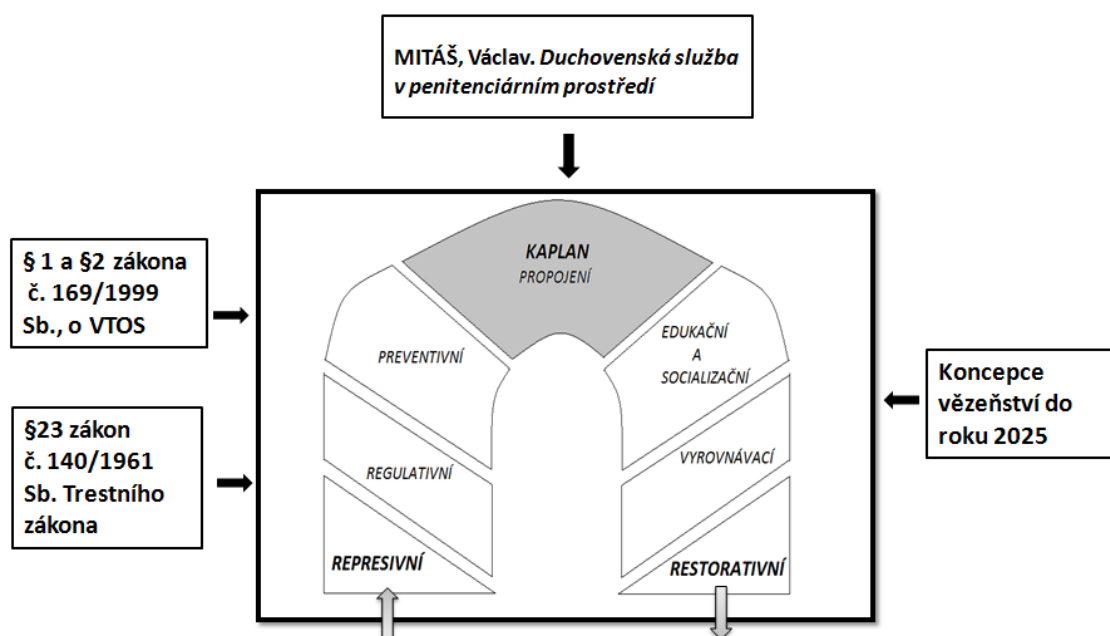 MITÁŠ, Václav. Duchovenská služba
v penitenciárním prostředí
§ 1 a §2 zákona
č. 169/1999
Sb., o VTOS
§23 zákon
č. 140/1961
Sb. Trestního
zákona
KAPLAN
PROPOJENÍ
PREVENTIVNÍ
REGULATIVNÍ
REPRESIVNÍ
EDUKAČNÍ
A
SOCIALIZAČNÍ
VYROVNÁVACÍ
RESTORATIVNÍ
Koncepce
vězeňství do
roku 2025